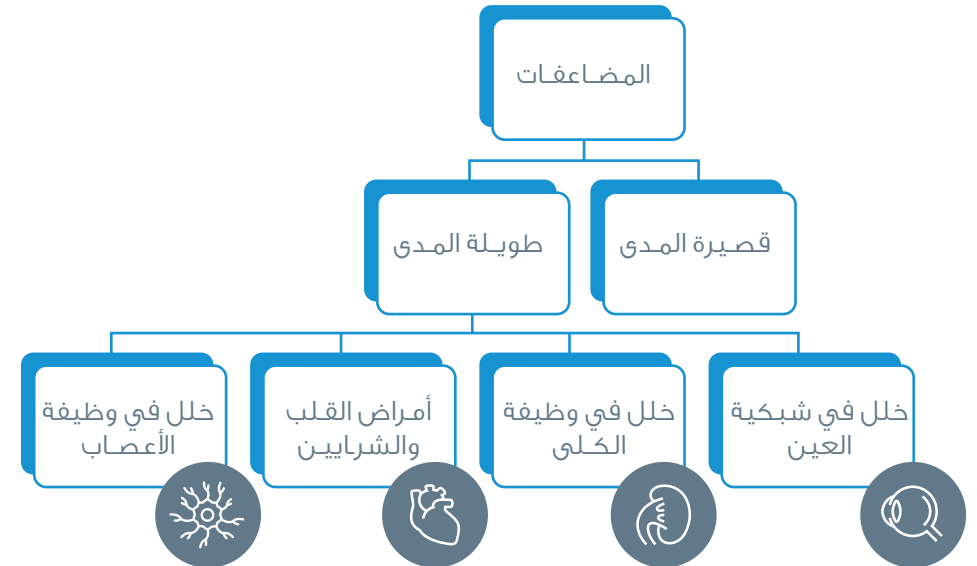 المضاعفات
قصيرة المدى
طويلة المدى
خلل في شبكية
العين
خلل في وظيفة
الكلى
أمراض القلب
والشرايين
خلل في وظيفة
الأعصاب